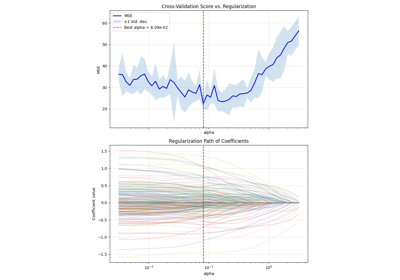 Cross-Validation Score vs. Regularization
MSE
±1 std. dev.
Best alpha = 8.09e-02
60
50
40
30
20
MSE
alpha
Regularization Path of Coefficients
1.5
1.0
0.5
0.0
-0.5
-1.0
-1.5
Coefficient value
10⁻² 10⁻¹ 10⁰
alpha